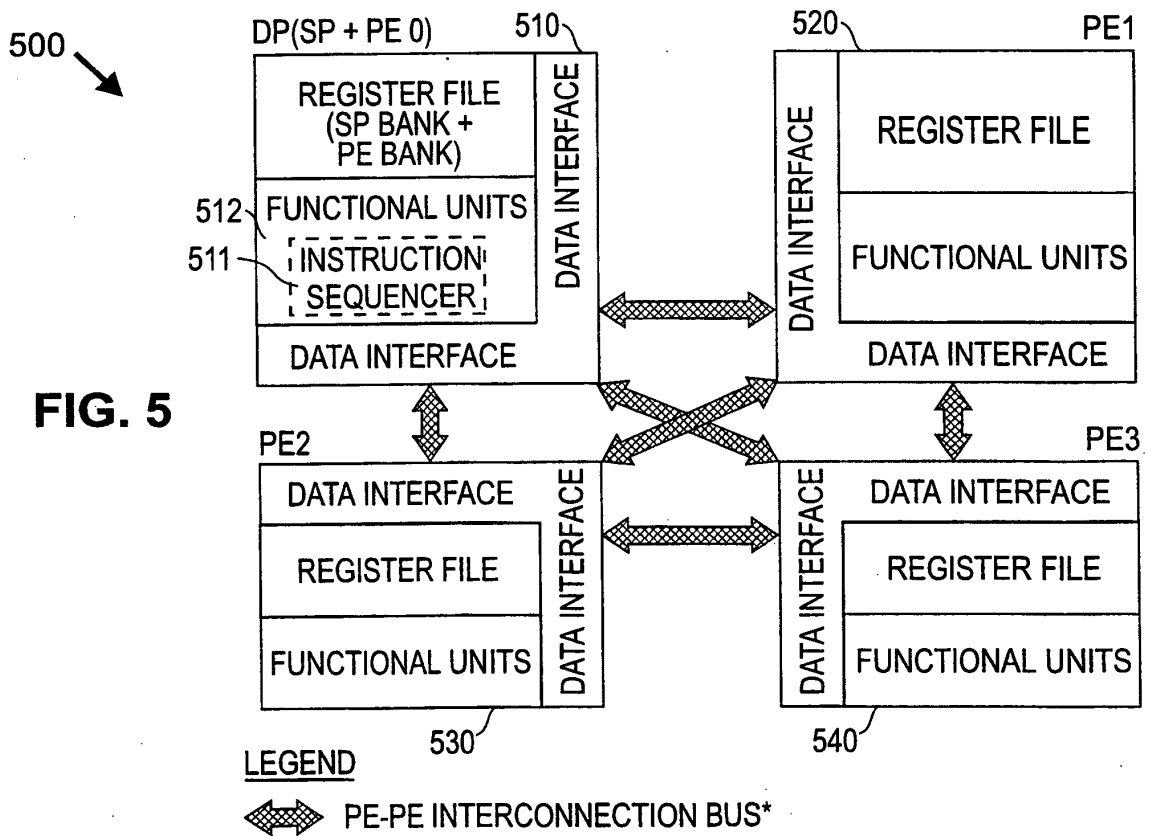 500
DP(SP + PE 0)
510
REGISTER FILE
(SP BANK +
PE BANK)
FUNCTIONAL UNITS
512
511
INSTRUCTION
SEQUENCER
DATA INTERFACE
DATA INTERFACE
520
PE1
DATA INTERFACE
REGISTER FILE
FUNCTIONAL UNITS
DATA INTERFACE
FIG. 5
PE2
DATA INTERFACE
REGISTER FILE
FUNCTIONAL UNITS
DATA INTERFACE
530
PE3
DATA INTERFACE
DATA INTERFACE
REGISTER FILE
FUNCTIONAL UNITS
540
LEGEND
PE-PE INTERCONNECTION BUS*